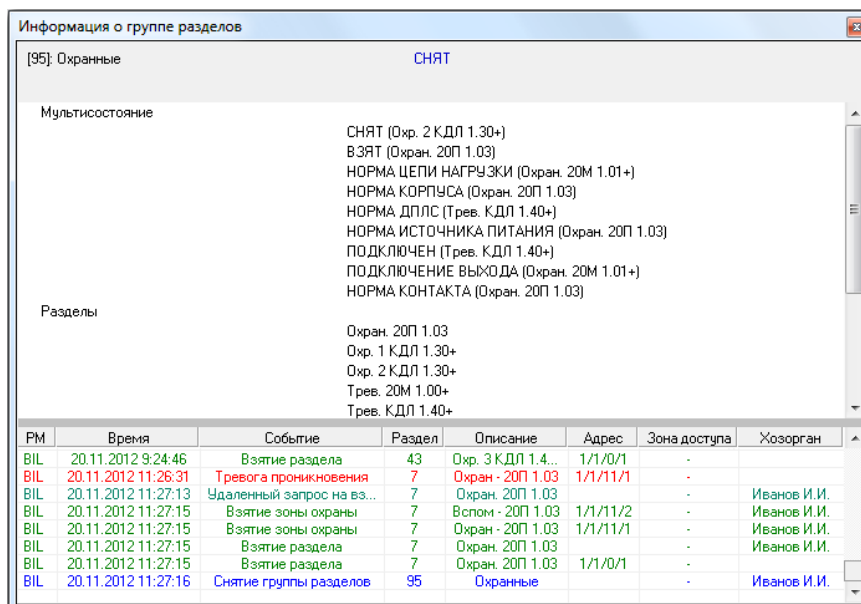 Информация о группе разделов
[95]: Охранные СНЯТ
Мультисостояние
СНЯТ (Охр. 2 КДЛ 1.30+)
ВЗЯТ (Охран. 20П 1.03)
НОРМА ЦЕПИ НАГРУЗКИ (Охран. 20М 1.01+)
НОРМА КОРПУСА (Охран. 20П 1.03)
НОРМА ДПЛС (Трев. КДЛ 1.40+)
НОРМА ИСТОЧНИКА ПИТАНИЯ (Охран. 20П 1.03)
ПОДКЛЮЧЕН (Трев. КДЛ 1.40+)
ПОДКЛЮЧЕНИЕ ВЫХОДА (Охран. 20М 1.01+)
НОРМА КОНТАКТА (Охран. 20П 1.03)
Разделы
Охран. 20П 1.03
Охр. 1 КДЛ 1.30+
Охр. 2 КДЛ 1.30+
Трев. 20М 1.00+
Трев. КДЛ 1.40+
РМ Время Событие Раздел Описание Адрес Зона доступа Хозорган
BIL 20.11.2012 9:24:46 Взятие раздела 43 Охр. 3 КДЛ 1.4... 1/1/0/1 -
BIL 20.11.2012 11:26:31 Тревога проникновения 7 Охран - 20П 1.03 1/1/11/1 -
BIL 20.11.2012 11:27:13 Удаленный запрос на вз... 7 Охран. 20П 1.03 - Иванов И.И.
BIL 20.11.2012 11:27:15 Взятие зоны охраны 7 Вспом - 20П 1.03 1/1/11/2 - Иванов И.И.
BIL 20.11.2012 11:27:15 Взятие зоны охраны 7 Охран - 20П 1.03 1/1/11/1 - Иванов И.И.
BIL 20.11.2012 11:27:15 Взятие раздела 7 Охран. 20П 1.03 - Иванов И.И.
BIL 20.11.2012 11:27:15 Взятие раздела 7 Охран. 20П 1.03 1/1/0/1 -
BIL 20.11.2012 11:27:16 Снятие группы разделов 95 Охранные - Иванов И.И.